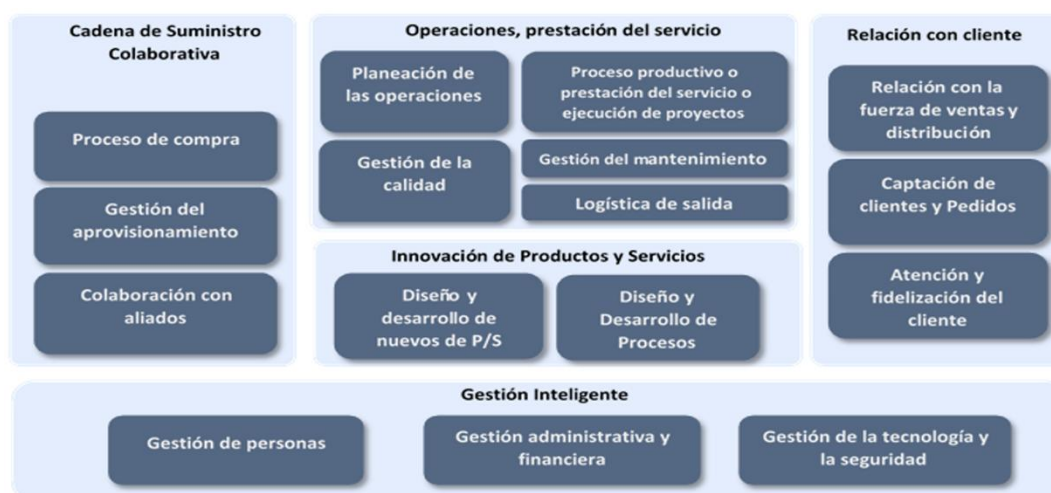 Cadena de Suministro
Colaborativa
Proceso de compra
Gestión del
aprovisionamiento
Colaboración con
aliados
Operaciones, prestación del servicio
Planeación de
las operaciones
Proceso productivo o
prestación del servicio o
ejecución de proyectos
Gestión de la
calidad
Gestión del mantenimiento
Logística de salida
Innovación de Productos y Servicios
Diseño y
desarrollo de
nuevos de P/S
Diseño y
Desarrollo de
Procesos
Relación con cliente
Relación con la
fuerza de ventas y
distribución
Captación de
clientes y Pedidos
Atención y
fidelización del
cliente
Gestión Inteligente
Gestión de personas
Gestión administrativa y
financiera
Gestión de la tecnología y
la seguridad